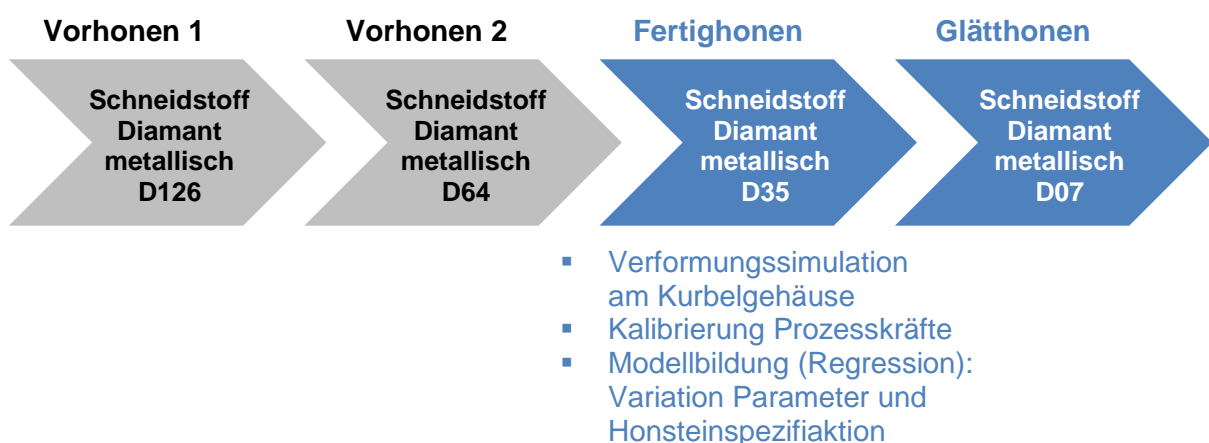 Vorhonen 1
Vorhonen 2
Fertighonen
Glätthonen
Schneidstoff
Diamant
metallisch
D126
Schneidstoff
Diamant
metallisch
D64
Schneidstoff
Diamant
metallisch
D35
Schneidstoff
Diamant
metallisch
D07
▪ Verformungssimulation
am Kurbelgehäuse
▪ Kalibrierung Prozesskräfte
▪ Modellbildung (Regression):
Variation Parameter und
Honsteinspezifiaktion